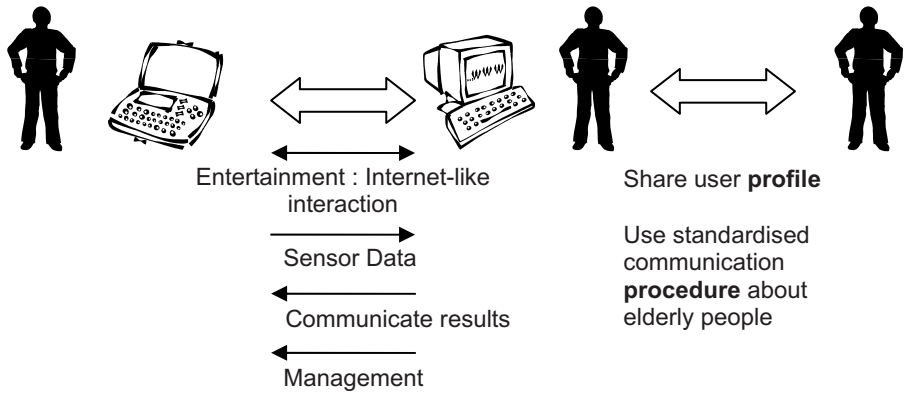 ..WWW
Entertainment : Internet-like
interaction
Sensor Data
Communicate results
Management
Share user profile
Use standardised
communication
procedure about
elderly people